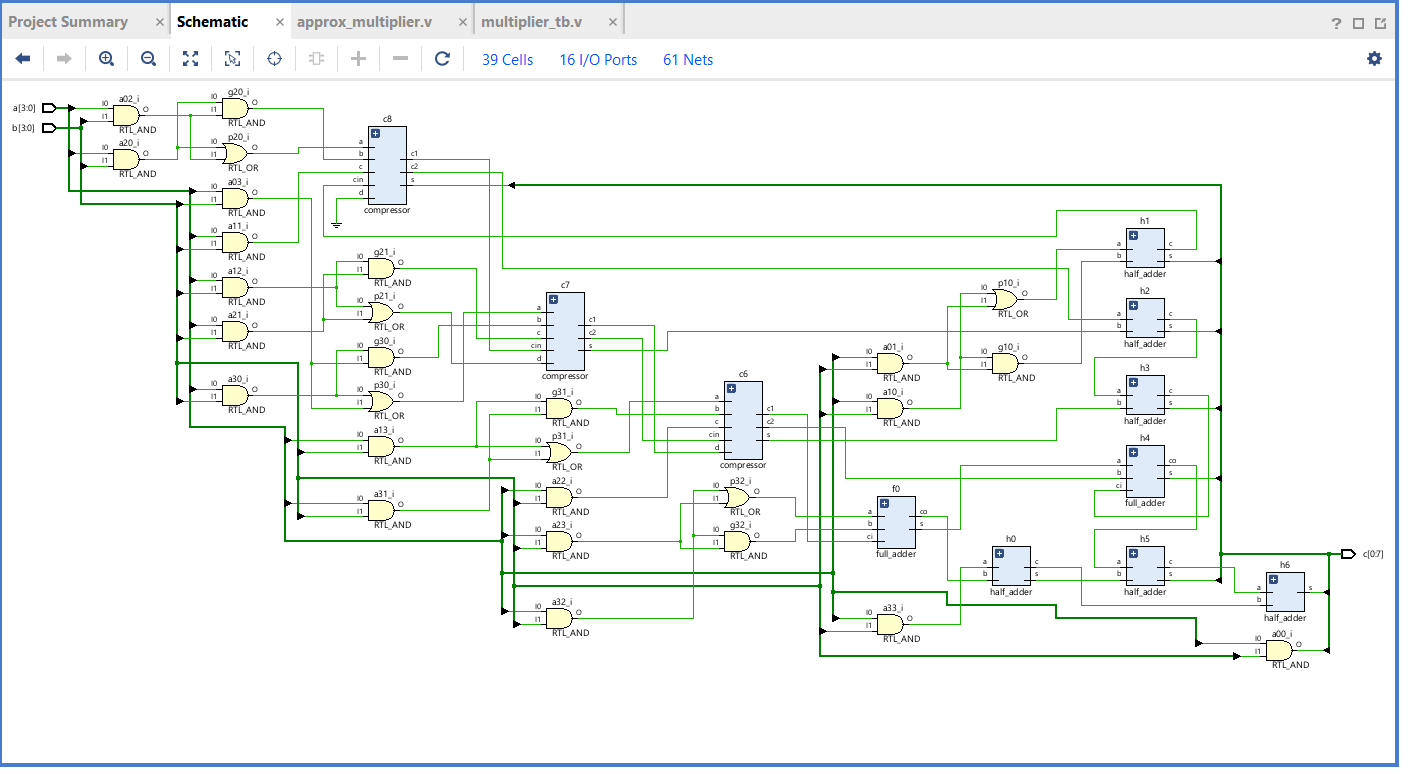 Project Summary × Schematic × approx_multiplier.v × multiplier_tb.v × ?
39 Cells 16 I/O Ports 61 Nets
a[3:0]
b[3:0]
a02_i
I0
I1
O
RTL_AND
a20_i
I0
I1
O
RTL_AND
g20_i
I0
I1
O
RTL_AND
p20_i
I0
I1
O
RTL_OR
a03_i
I0
I1
O
RTL_AND
a11_i
I0
I1
O
RTL_AND
a12_i
I0
I1
O
RTL_AND
a21_i
I0
I1
O
RTL_AND
a30_i
I0
I1
O
RTL_AND
c8
a
b
c
cin
d
c1
c2
s
compressor
g21_i
I0
I1
O
RTL_AND
p21_i
I0
I1
O
RTL_OR
g30_i
I0
I1
O
RTL_AND
p30_i
I0
I1
O
RTL_OR
a13_i
I0
I1
O
RTL_AND
a31_i
I0
I1
O
RTL_AND
c7
a
b
c
cin
d
c1
c2
s
compressor
g31_i
I0
I1
O
RTL_AND
p31_i
I0
I1
O
RTL_OR
a22_i
I0
I1
O
RTL_AND
a23_i
I0
I1
O
RTL_AND
a32_i
I0
I1
O
RTL_AND
c6
a
b
c
cin
d
c1
c2
s
compressor
p32_i
I0
I1
O
RTL_OR
g32_i
I0
I1
O
RTL_AND
a01_i
I0
I1
O
RTL_AND
a10_i
I0
I1
O
RTL_AND
f0
a
b
ci
co
s
full_adder
a33_i
I0
I1
O
RTL_AND
p10_i
I0
I1
O
RTL_OR
g10_i
I0
I1
O
RTL_AND
h0
a
b
c
s
half_adder
h1
a
b
c
s
half_adder
h2
a
b
c
s
half_adder
h3
a
b
c
s
half_adder
h4
a
b
ci
co
s
full_adder
h5
a
b
c
s
half_adder
h6
a
b
s
half_adder
a00_i
I0
I1
O
RTL_AND
c[0:7]